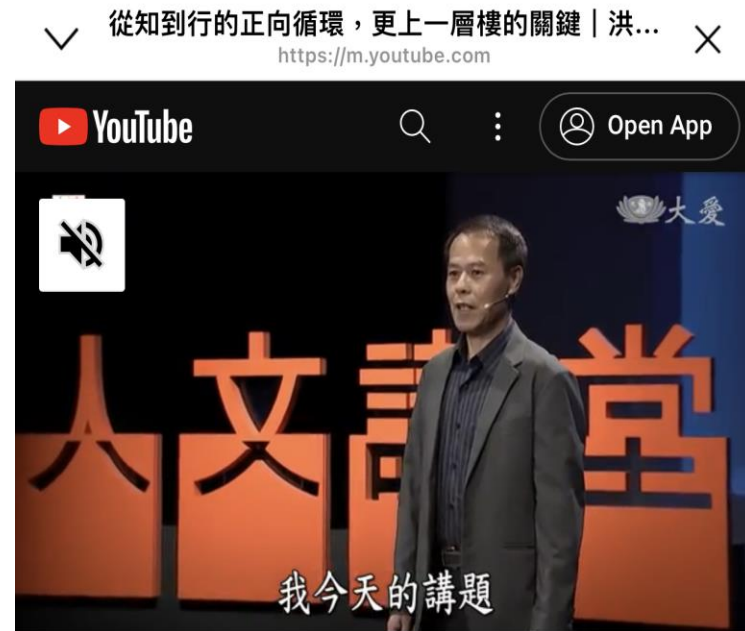 從知到行的正向循環，更上一層樓的關鍵｜洪...
https://m.youtube.com
YouTube
Open App
大愛
人文講堂
我今天的講題